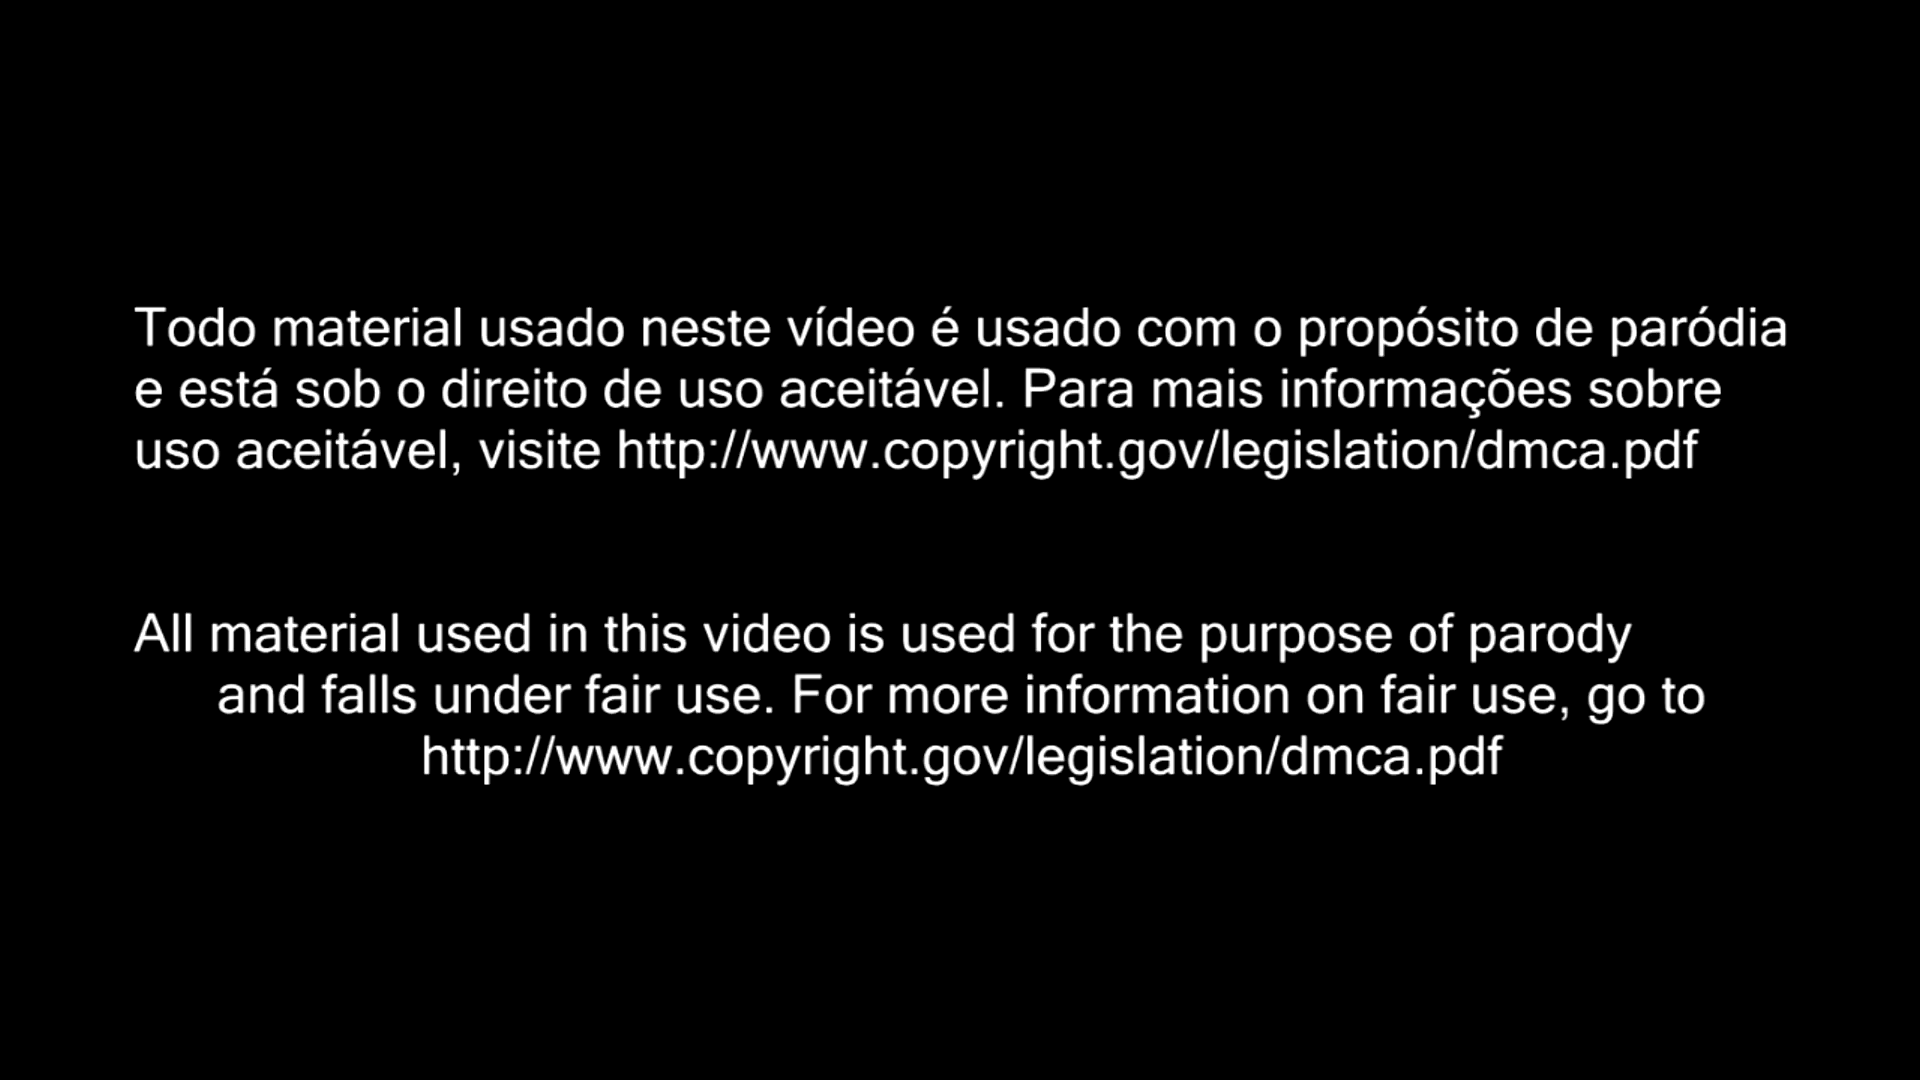 Todo material usado neste vídeo é usado com o propósito de paródia
e está sob o direito de uso aceitável. Para mais informações sobre
uso aceitável, visite http://www.copyright.gov/legislation/dmca.pdf
All material used in this video is used for the purpose of parody
and falls under fair use. For more information on fair use, go to
http://www.copyright.gov/legislation/dmca.pdf